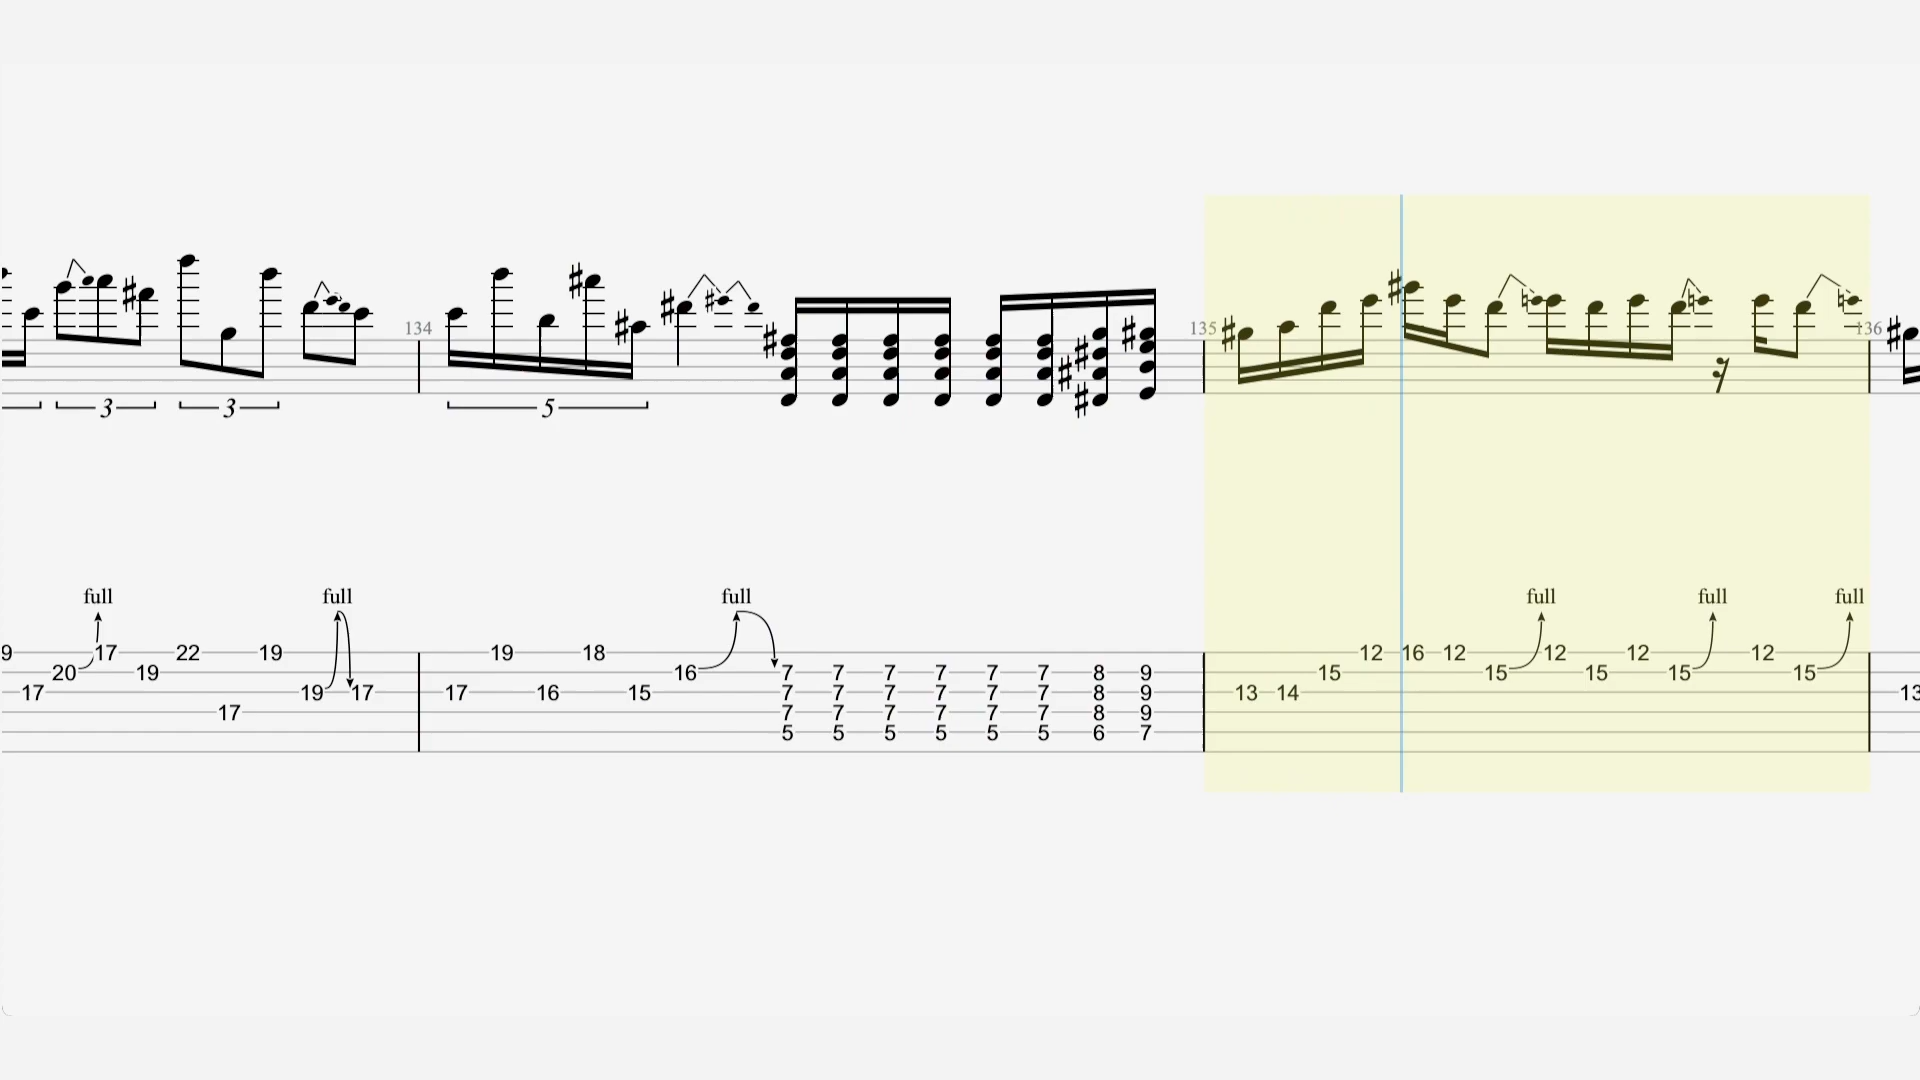 134 135 136
3 3 5
full full full full full full
9 17 22 19 19 18 12 16 12 12 12 12
20 19 16 7 7 7 7 7 7 8 9 15 15 15 15 15
17 19 17 17 16 15 7 7 7 7 7 7 8 9 13 14 13
17 7 7 7 7 7 7 8 9
5 5 5 5 5 5 6 7